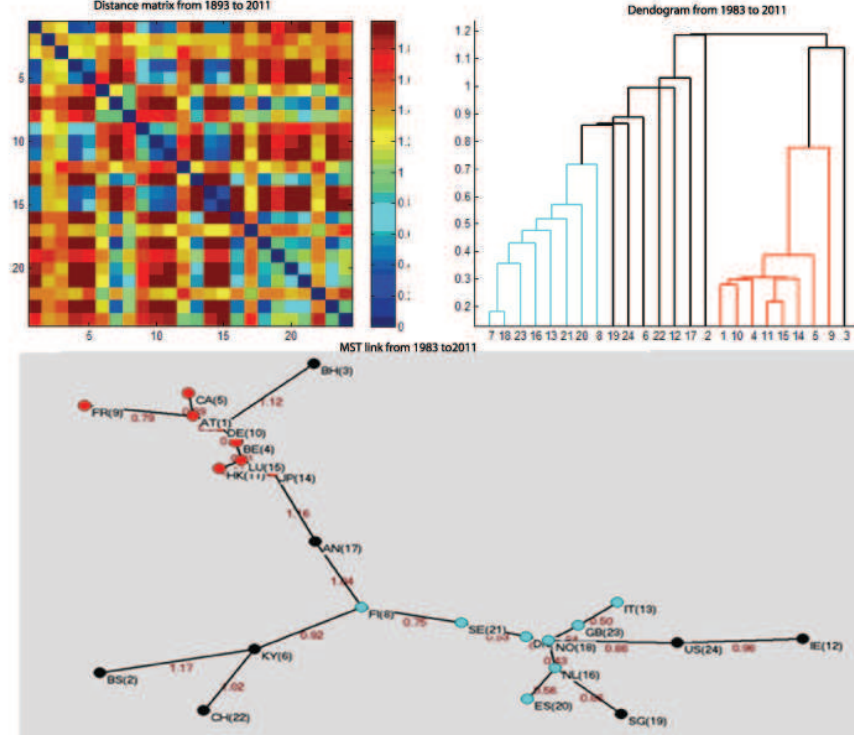 Distance matrix from 1893 to 2011
Dendogram from 1983 to 2011
5
10
15
20
5 10 15 20
0
1.2
1.1
1
0.9
0.8
0.7
0.6
0.5
0.4
0.3
0.2
7 18 23 16 13 21 20 8 19 24 6 22 12 17 2 1 10 4 11 15 14 5 9 3
MST link from 1983 to2011
BH(3)
CA(5)
FR(9)
0.79
1.12
AT(1)
DE(10)
BE(4)
LU(15)
HK(11)
JP(14)
1.16
AN(17)
1.04
FI(8)
0.75
SE(21)
IT(13)
0.50
GB(23)
NO(18)
0.86
US(24)
0.96
IE(12)
0.92
KY(6)
1.17
BS(2)
1.02
CH(22)
0.43
NL(16)
0.56
ES(20)
SG(19)